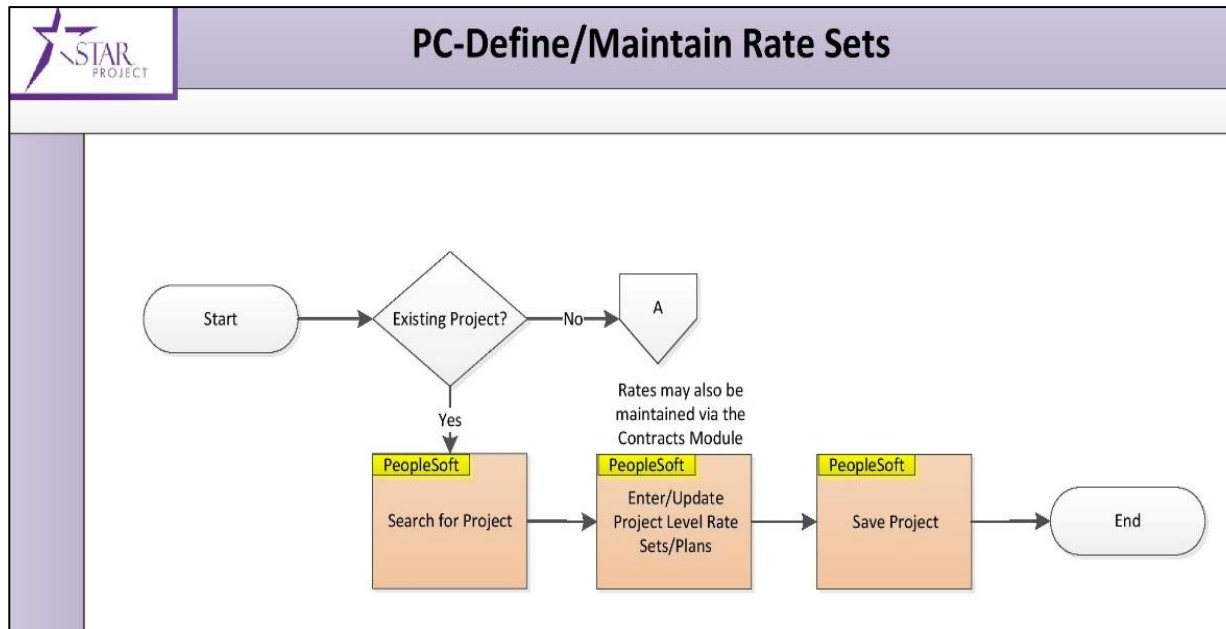 STAR
PROJECT
PC-Define/Maintain Rate Sets
Start
Existing Project?
No
A
Yes
Rates may also be
maintained via the
Contracts Module
PeopleSoft
Search for Project
PeopleSoft
Enter/Update
Project Level Rate
Sets/Plans
PeopleSoft
Save Project
End